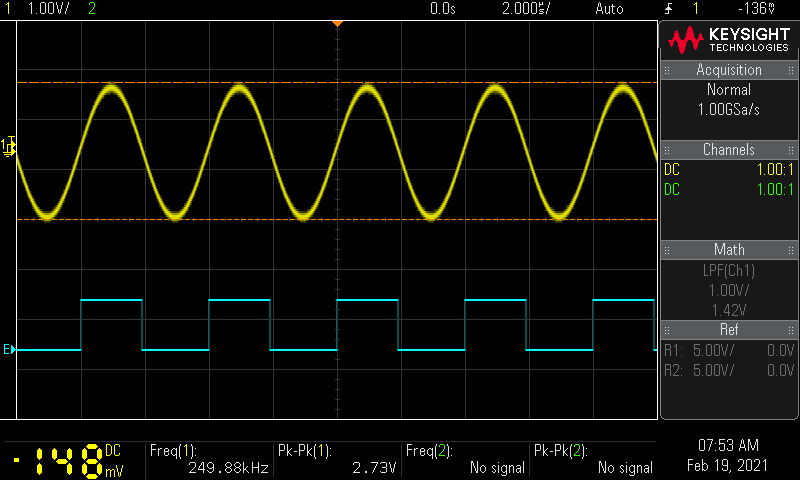 1 1.00V/ 2 0.0s 2.000us/ Auto 1 -136mV
KEYSIGHT
TECHNOLOGIES
Acquisition
Normal
1.00GSa/s
Channels
DC 1.00:1
DC 1.00:1
Math
LPF(Ch1)
1.00V/
1.42V
Ref
R1: 5.00V/ 0.0V
R2: 5.00V/ 0.0V
1
T
E
-148 DC mV
Freq(1): 249.88kHz
Pk-Pk(1): 2.73V
Freq(2): No signal
Pk-Pk(2): No signal
07:53 AM
Feb 19, 2021